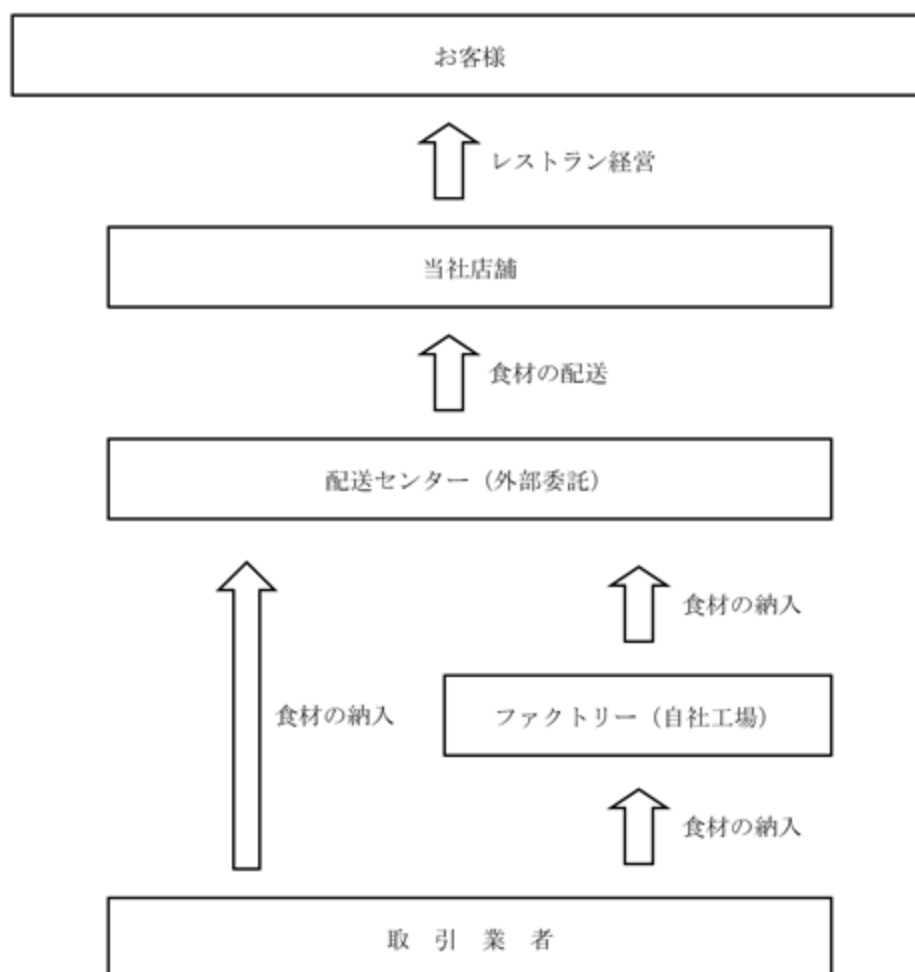 お客様
レストラン経営
当社店舗
食材の配送
配送センター（外部委託）
食材の納入
食材の納入
ファクトリー（自社工場）
食材の納入
取　引　業　者